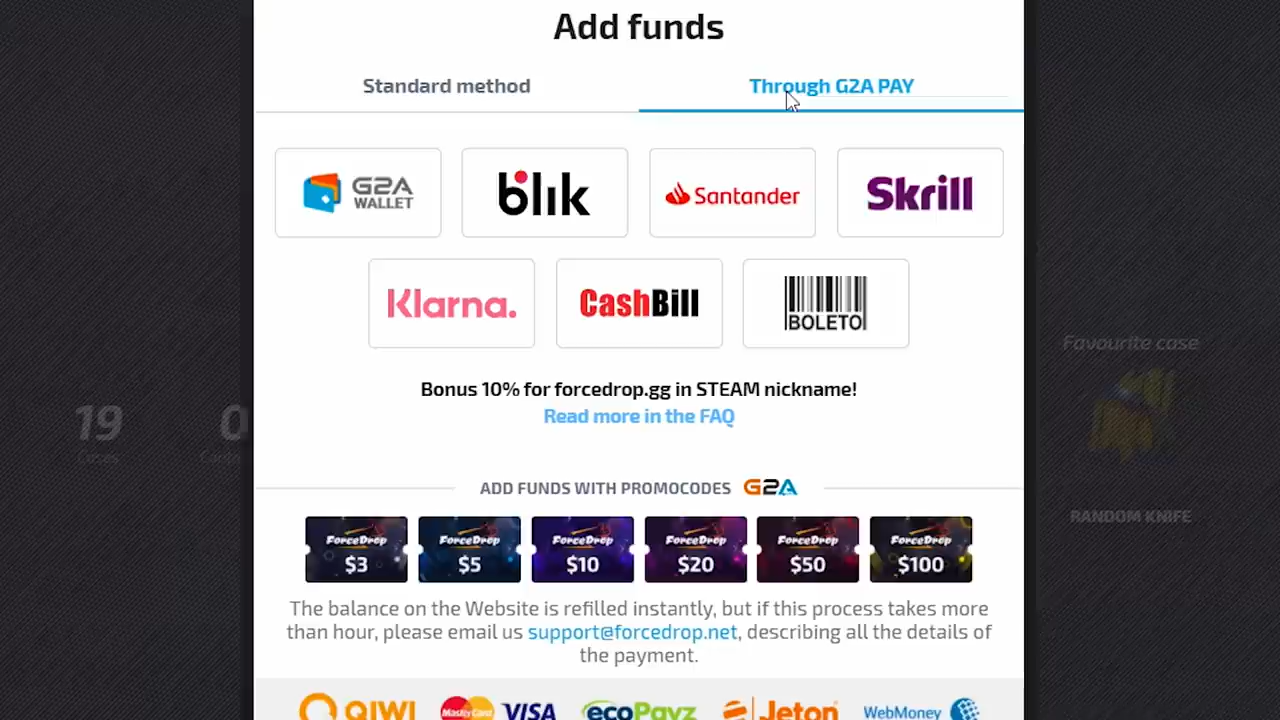 Add funds
Standard method
Through G2A PAY
G2A WALLET
blik
Santander
Skrill
Klarna.
CashBill
BOLETO
Favourite case
Bonus 10% for forcedrop.gg in STEAM nickname!
Read more in the FAQ
19
0
Cases
ADD FUNDS WITH PROMOCODES G2A
RANDOM KNIFE
ForceDrop
$3
ForceDrop
$5
ForceDrop
$10
ForceDrop
$20
ForceDrop
$50
ForceDrop
$100
The balance on the Website is refilled instantly, but if this process takes more
than hour, please email us support@forcedrop.net, describing all the details of
the payment.
QIWI
MasterCard
VISA
ecoPayz
Jeton
WebMoney